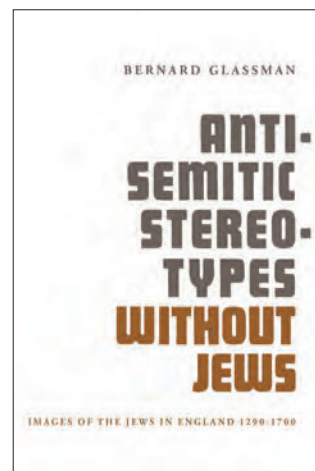 BERNARD GLASSMAN
ANTI-
SEMITIC
STEREO-
TYPES
WITHOUT
JEWS
IMAGES OF THE JEWS IN ENGLAND 1290-1700